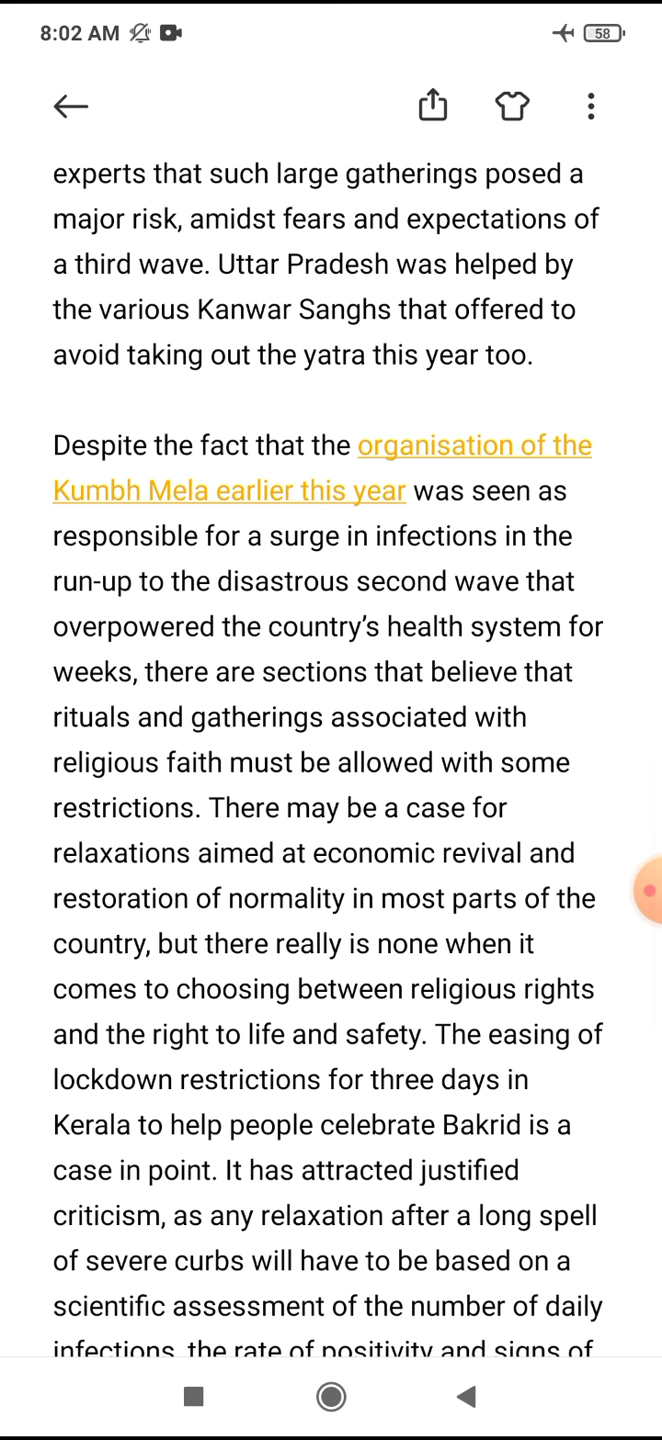 8:02 AM
58
experts that such large gatherings posed a
major risk, amidst fears and expectations of
a third wave. Uttar Pradesh was helped by
the various Kanwar Sanghs that offered to
avoid taking out the yatra this year too.
Despite the fact that the organisation of the
Kumbh Mela earlier this year was seen as
responsible for a surge in infections in the
run-up to the disastrous second wave that
overpowered the country’s health system for
weeks, there are sections that believe that
rituals and gatherings associated with
religious faith must be allowed with some
restrictions. There may be a case for
relaxations aimed at economic revival and
restoration of normality in most parts of the
country, but there really is none when it
comes to choosing between religious rights
and the right to life and safety. The easing of
lockdown restrictions for three days in
Kerala to help people celebrate Bakrid is a
case in point. It has attracted justified
criticism, as any relaxation after a long spell
of severe curbs will have to be based on a
scientific assessment of the number of daily
infections, the rate of positivity and signs of